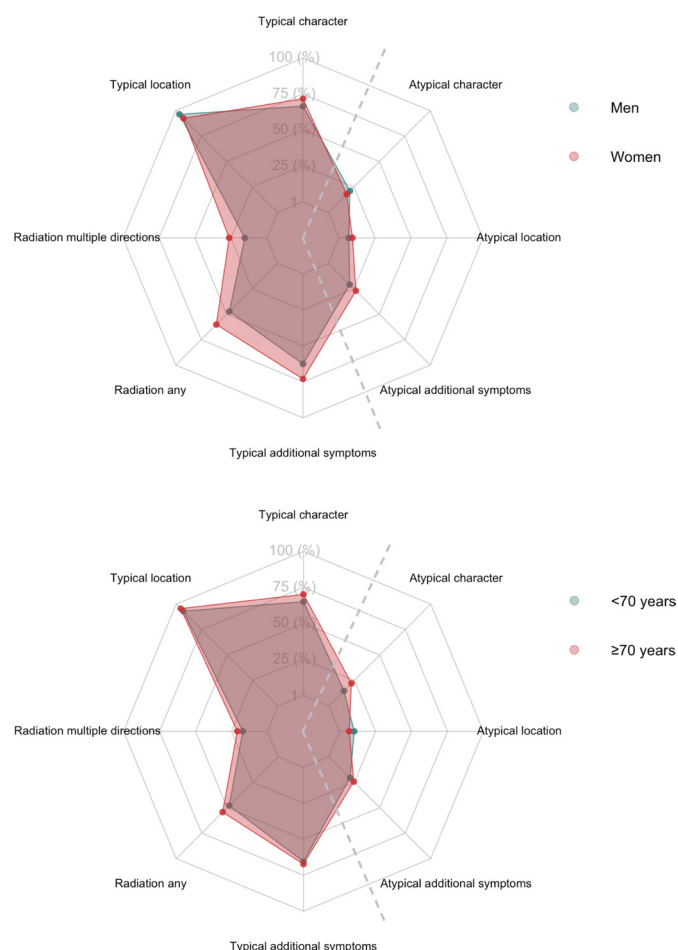 Typical character
100 (%)
Typical location
Atypical character
75 (%)
Men
50 (%)
Women
25 (%)
1
Radiation multiple directions
Atypical location
Radiation any
Atypical additional symptoms
Typical additional symptoms
Typical character
100 (%)
Typical location
Atypical character
75 (%)
<70 years
50 (%)
≥70 years
25 (%)
1
Radiation multiple directions
Atypical location
Radiation any
Atypical additional symptoms
Typical additional symptoms